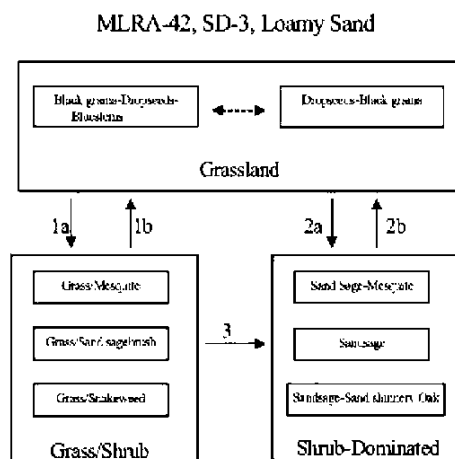 MLRA-42, SD-3, Loamy Sand
Black grama-Dropseeds-
Bluestems
Dropseeds-Black grama
Grassland
1a
1b
2a
2b
Grass/Mesquite
Sand Sage-Mesquite
Grass/Sand sagebrush
3
Sandsage
Grass/Snakeweed
Sandsage-Sand shinnery Oak
Grass/Shrub
Shrub-Dominated